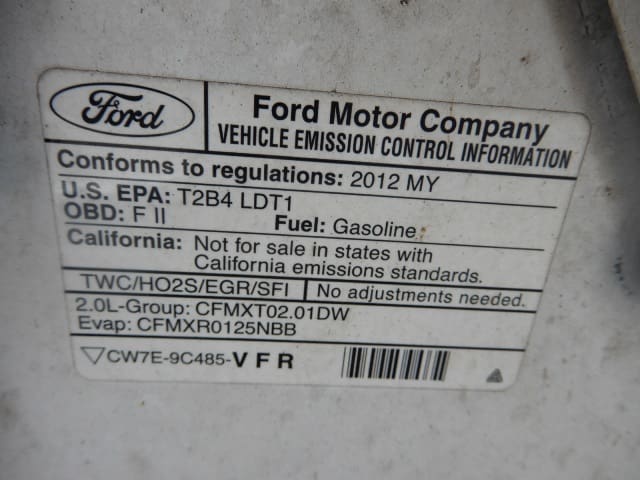 Ford
Ford Motor Company
VEHICLE EMISSION CONTROL INFORMATION
Conforms to regulations: 2012 MY
U.S. EPA: T2B4 LDT1
OBD: F II Fuel: Gasoline
California: Not for sale in states with
California emissions standards.
TWC/HO2S/EGR/SFI No adjustments needed.
2.0L-Group: CFMXT02.01DW
Evap: CFMXR0125NBB
CW7E-9C485-V F R